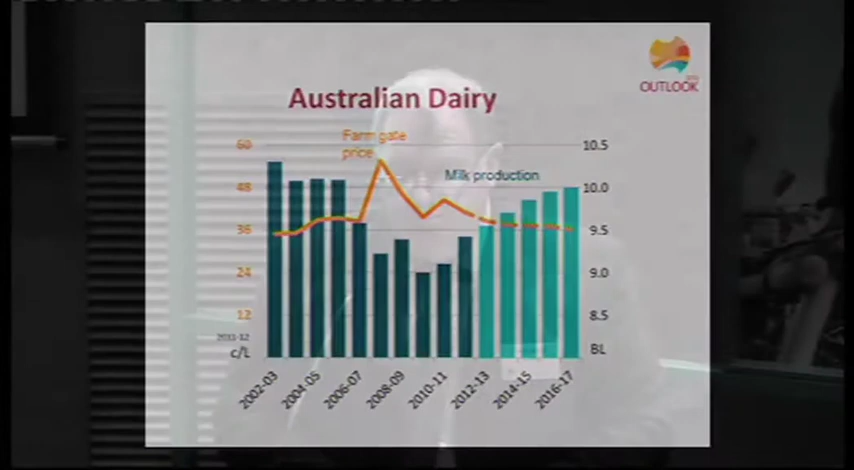 OUTLOOK
Australian Dairy
Farm gate
price
Milk production
60
48
36
24
12
2011-12
c/L
10.5
10.0
9.5
9.0
8.5
BL
2002-03
2004-05
2006-07
2008-09
2010-11
2012-13
2014-15
2016-17